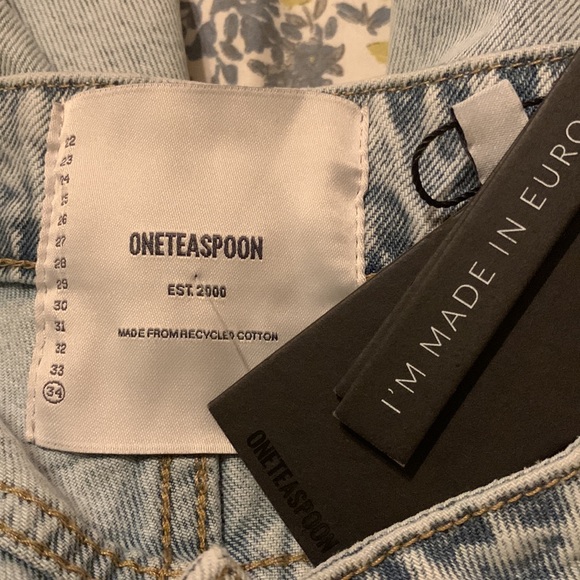 22
23
24
25
26
27
28
29
30
31
32
33
34
ONETEASPOON
EST. 2000
MADE FROM RECYCLED COTTON
I'M MADE IN EURO
ONETEASPOON